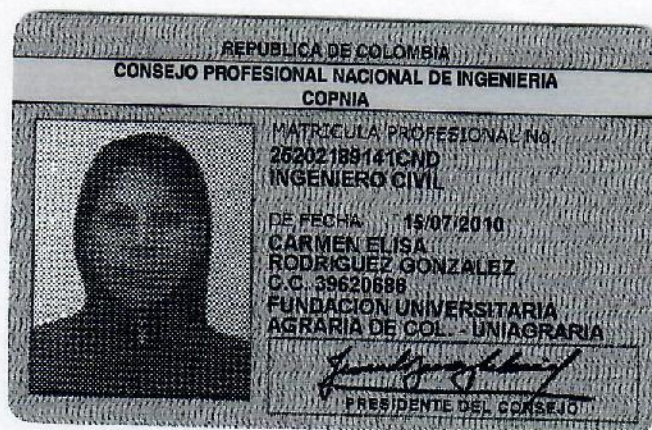 REPUBLICA DE COLOMBIA
CONSEJO PROFESIONAL NACIONAL DE INGENIERIA
COPNIA
MATRICULA PROFESIONAL No.
25202189141CND
INGENIERO CIVIL
DE FECHA 15/07/2010
CARMEN ELISA
RODRIGUEZ GONZALEZ
C.C. 39620688
FUNDACION UNIVERSITARIA
AGRARIA DE COL. - UNIAGRARIA
PRESIDENTE DEL CONSEJO